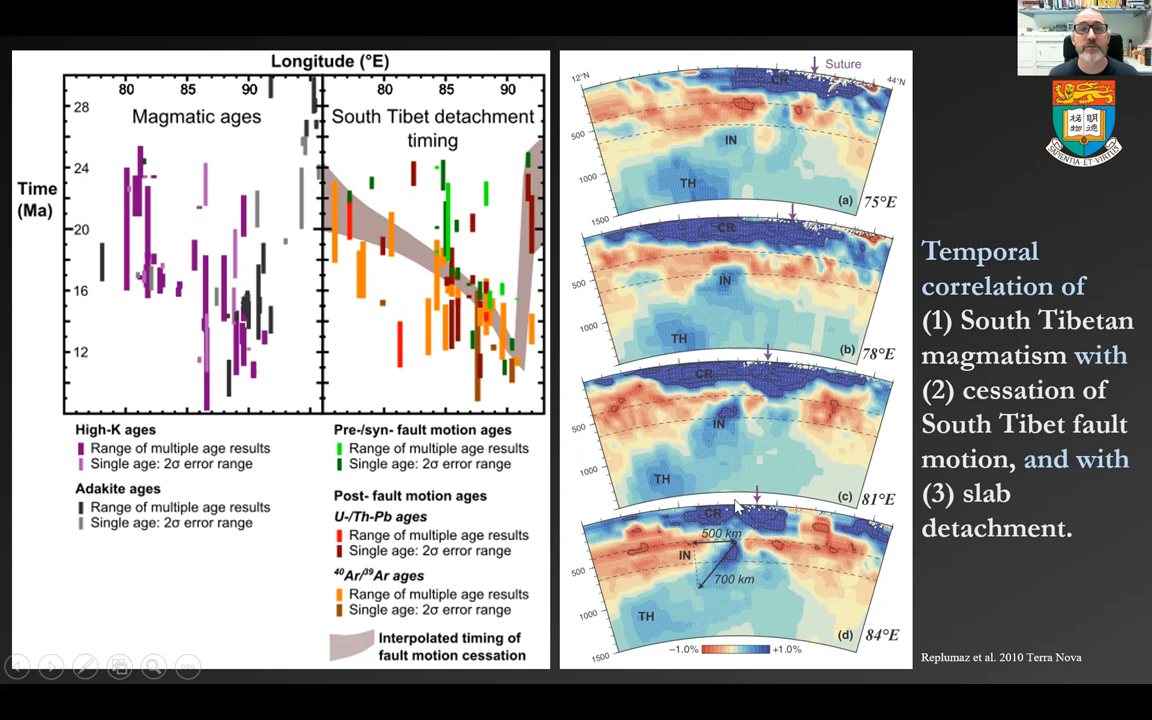 Longitude (°E)
80 85 90
80 85 90
Magmatic ages
South Tibet detachment
timing
Time
(Ma)
28
24
20
16
12
High-K ages
Range of multiple age results
Single age: 2σ error range
Adakite ages
Range of multiple age results
Single age: 2σ error range
Pre-/syn- fault motion ages
Range of multiple age results
Single age: 2σ error range
Post- fault motion ages
U-/Th-Pb ages
Range of multiple age results
Single age: 2σ error range
⁴⁰Ar/³⁹Ar ages
Range of multiple age results
Single age: 2σ error range
Interpolated timing of
fault motion cessation
Suture
12°N
44°N
CR
500
IN
1000
TH
1500
(a) 75°E
CR
500
IN
1000
TH
(b) 78°E
CR
500
IN
1000
TH
(c) 81°E
CR
500 km
IN
500
700 km
1000
TH
(d) 84°E
1500
−1.0% +1.0%
明德
格物
SAPIENTIA·ET·VIRTUS
Temporal
correlation of
(1) South Tibetan
magmatism with
(2) cessation of
South Tibet fault
motion, and with
(3) slab
detachment.
Replumaz et al. 2010 Terra Nova